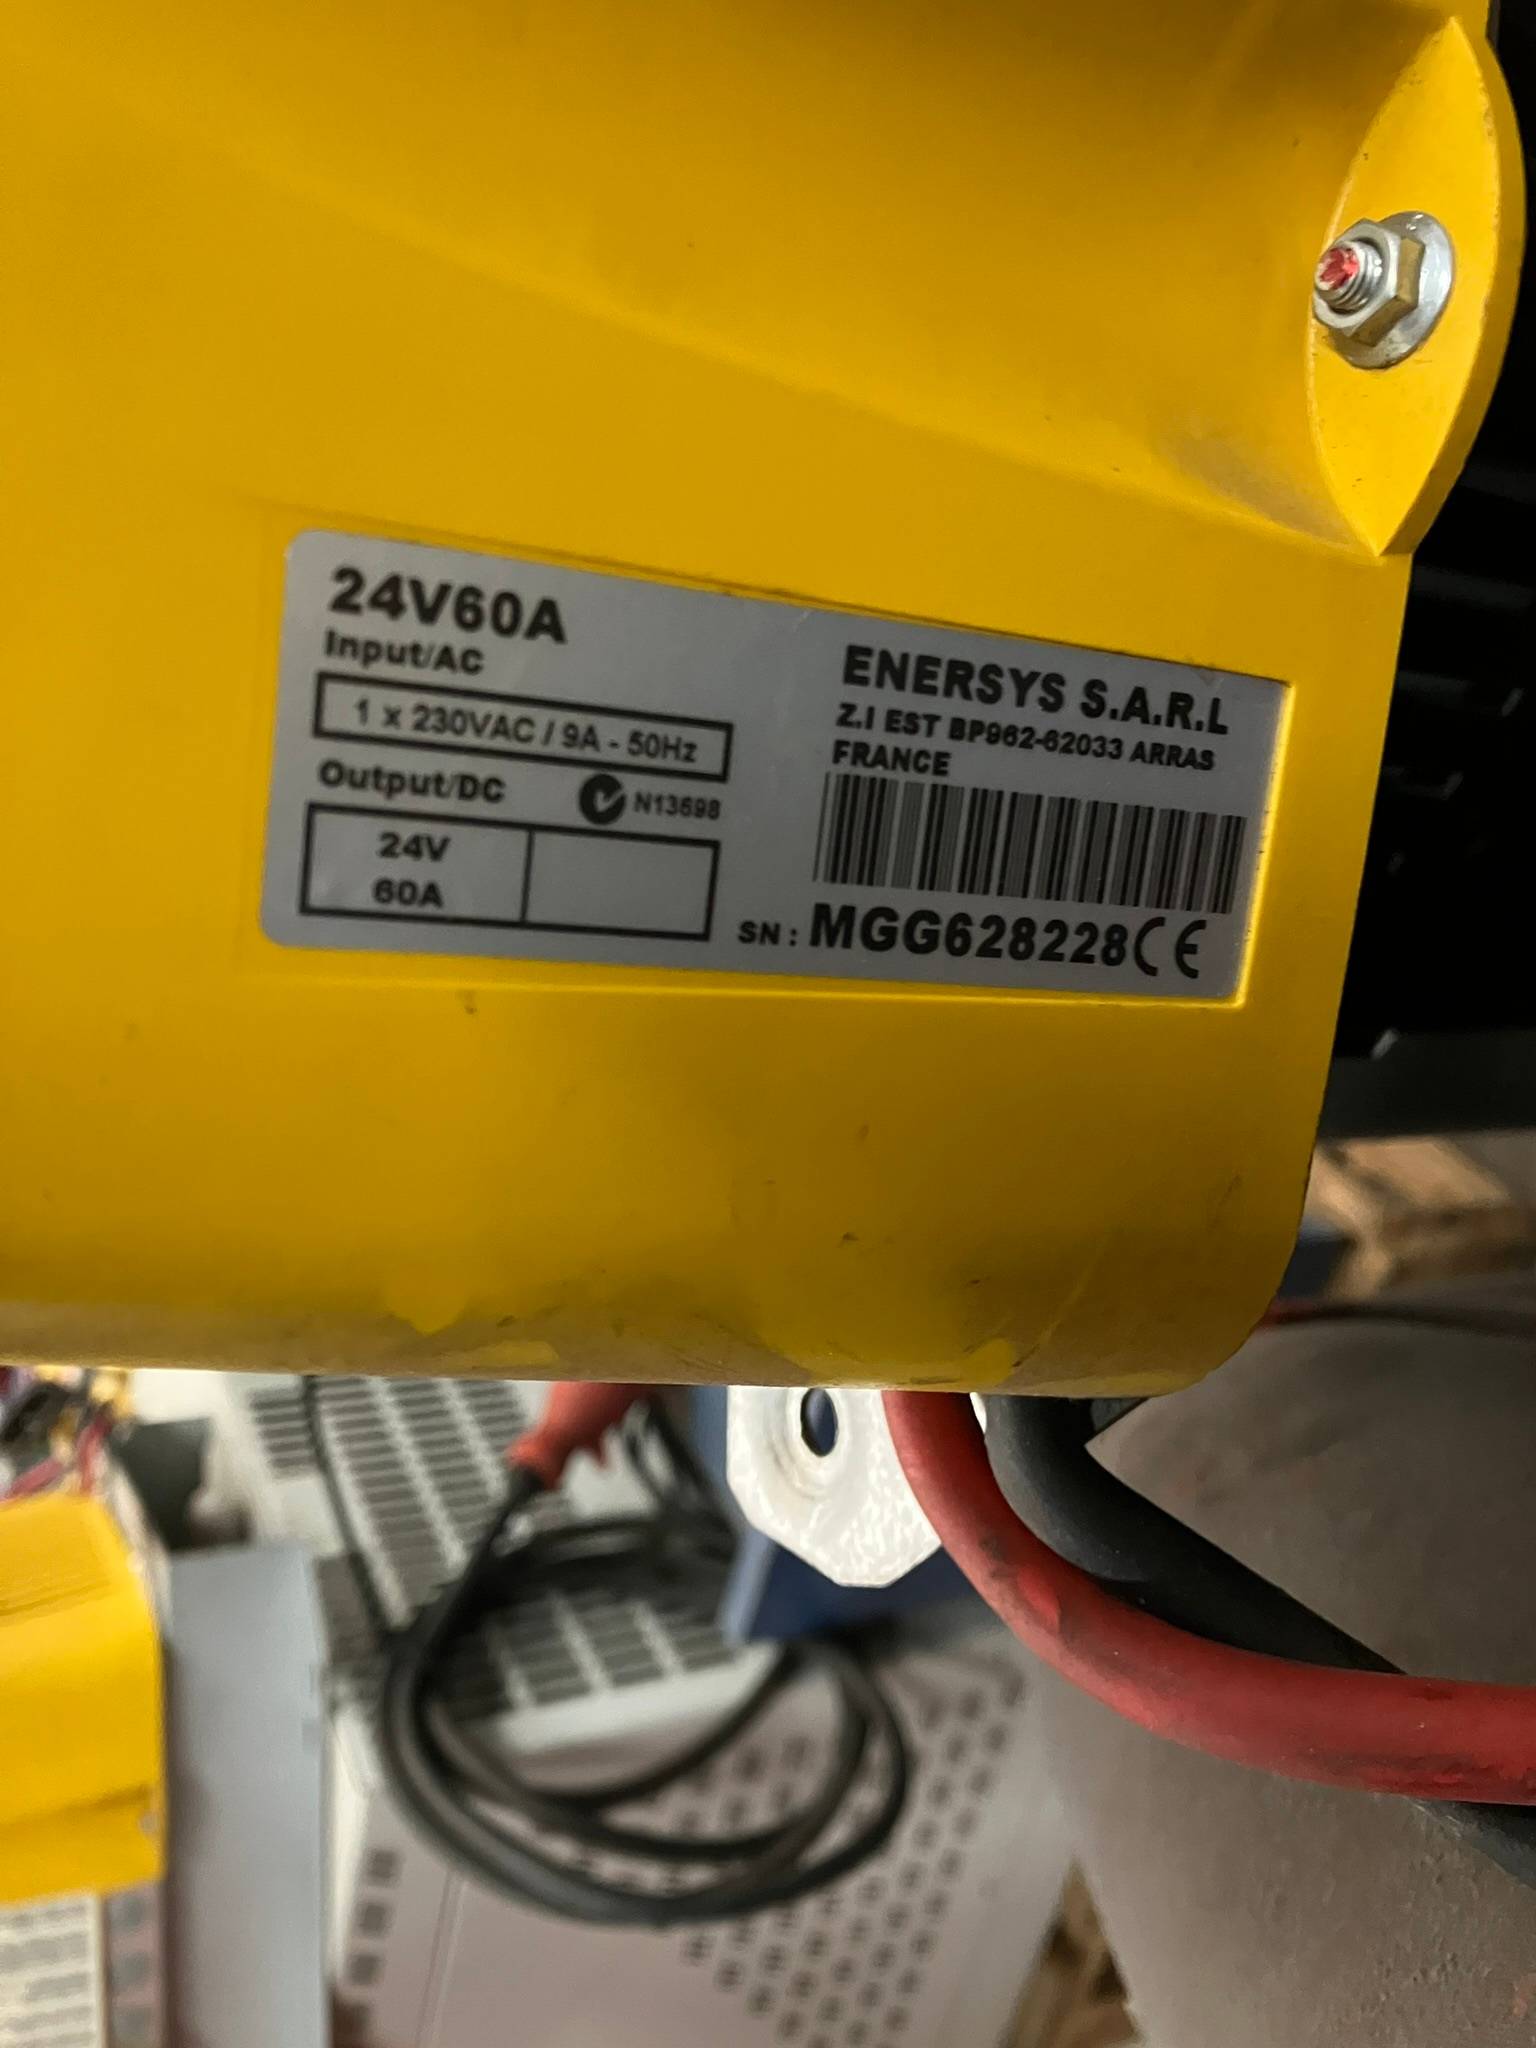 24V60A
Input/AC
1 x 230VAC / 9A - 50Hz
Output/DC
N13698
24V
60A
ENERSYS S.A.R.L
Z.I EST BP962-62033 ARRAS
FRANCE
SN : MGG628228 CE